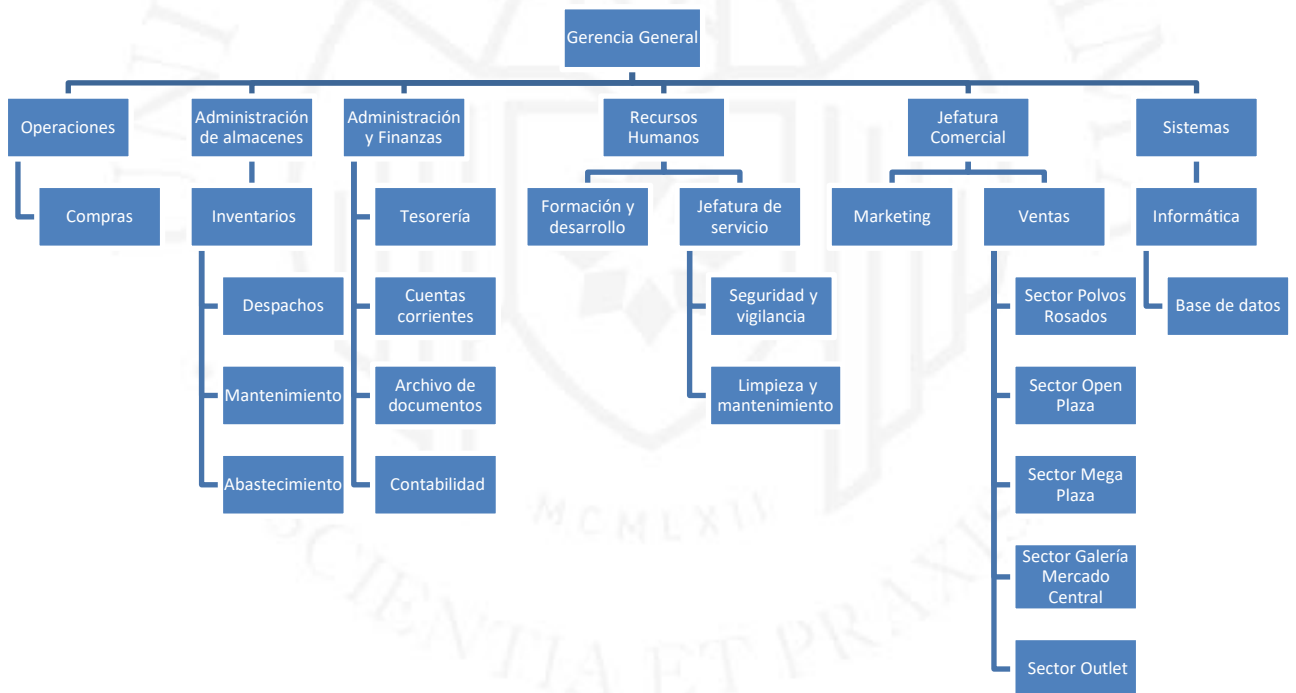 Gerencia General
Operaciones
Administración
de almacenes
Administración
y Finanzas
Recursos
Humanos
Jefatura
Comercial
Sistemas
Compras
Inventarios
Tesorería
Formación y
desarrollo
Jefatura de
servicio
Marketing
Ventas
Informática
Despachos
Cuentas
corrientes
Seguridad y
vigilancia
Sector Polvos
Rosados
Base de datos
Mantenimiento
Archivo de
documentos
Limpieza y
mantenimiento
Sector Open
Plaza
Abastecimiento
Contabilidad
Sector Mega
Plaza
Sector Galería
Mercado
Central
Sector Outlet
MCMLXII
SCIENTIA ET PRAXIS